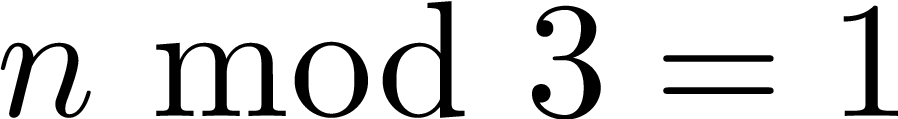 n mod 3 = 1